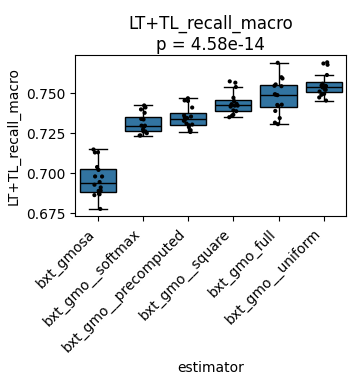 LT+TL_recall_macro
p = 4.58e-14
LT+TL_recall_macro
0.750
0.725
0.700
0.675
bxt_gmosa
bxt_gmo__softmax
bxt_gmo__precomputed
bxt_gmo__square
bxt_gmo_full
bxt_gmo__uniform
estimator